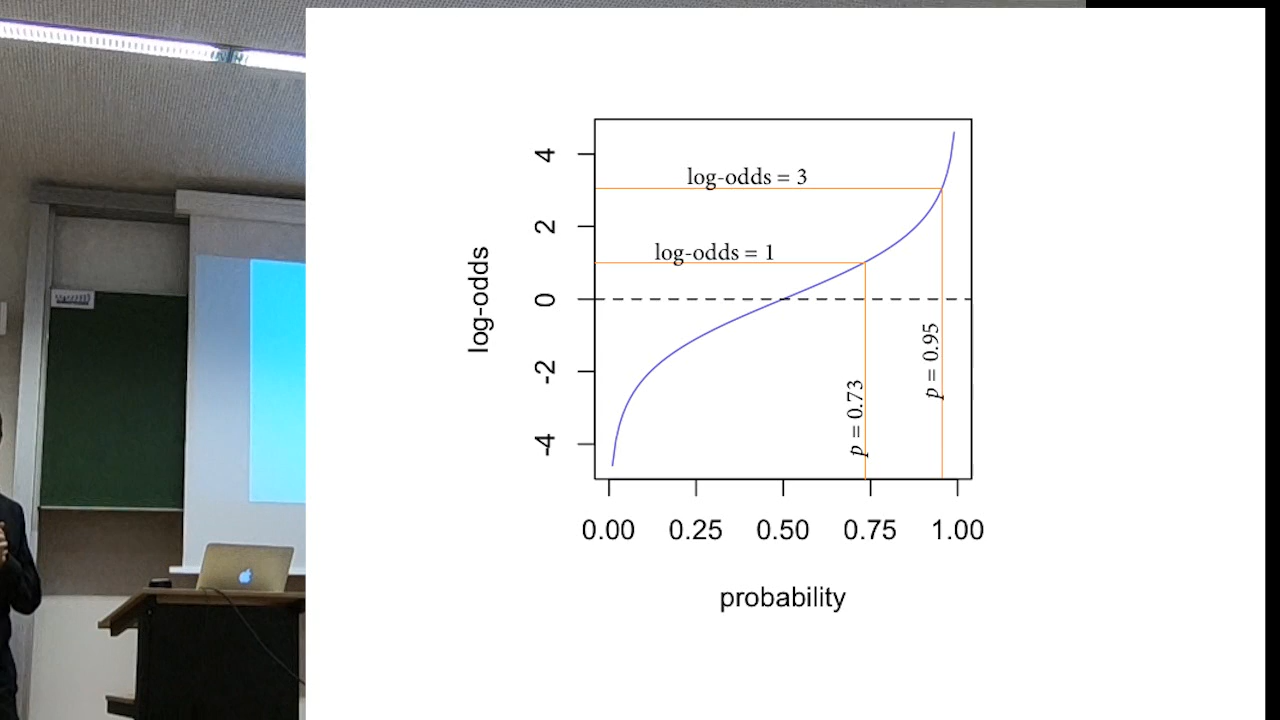 4
2
0
-2
-4
log-odds
log-odds = 3
log-odds = 1
p = 0.73
p = 0.95
0.00 0.25 0.50 0.75 1.00
probability